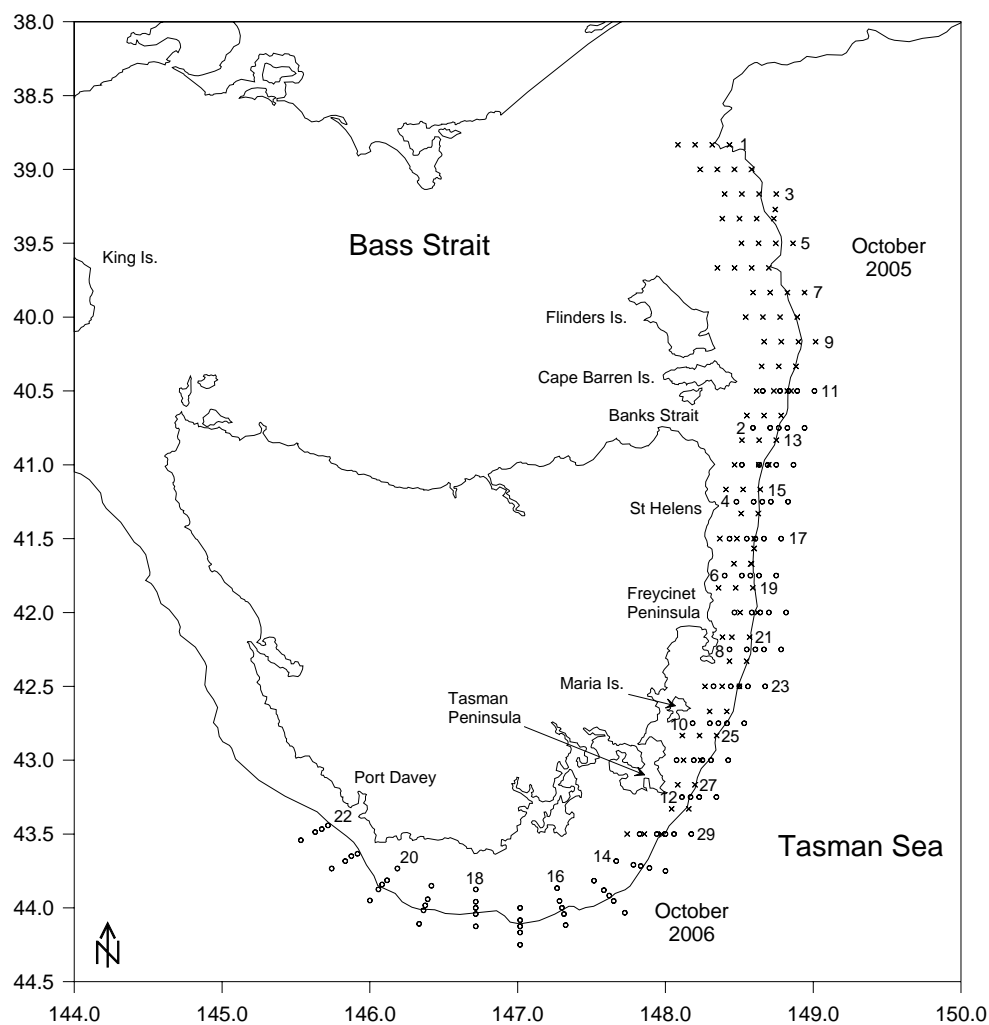 38.0
38.5
1
39.0
3
39.5
Bass Strait
5
October
2005
King Is.
7
40.0
Flinders Is.
9
Cape Barren Is.
40.5
11
Banks Strait
2
13
41.0
15
4
St Helens
41.5
17
6
19
Freycinet
Peninsula
42.0
21
8
42.5
Maria Is.
23
Tasman
Peninsula
10
25
43.0
Port Davey
27
12
22
43.5
29
20
14
Tasman Sea
18
16
44.0
October
2006
N
44.5
144.0 145.0 146.0 147.0 148.0 149.0 150.0